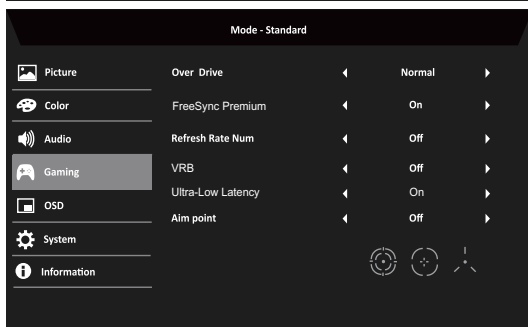 Mode - Standard
Picture
Over Drive Normal
Color
FreeSync Premium On
Audio
Refresh Rate Num Off
Gaming
VRB Off
Ultra-Low Latency On
OSD
Aim point Off
System
Information